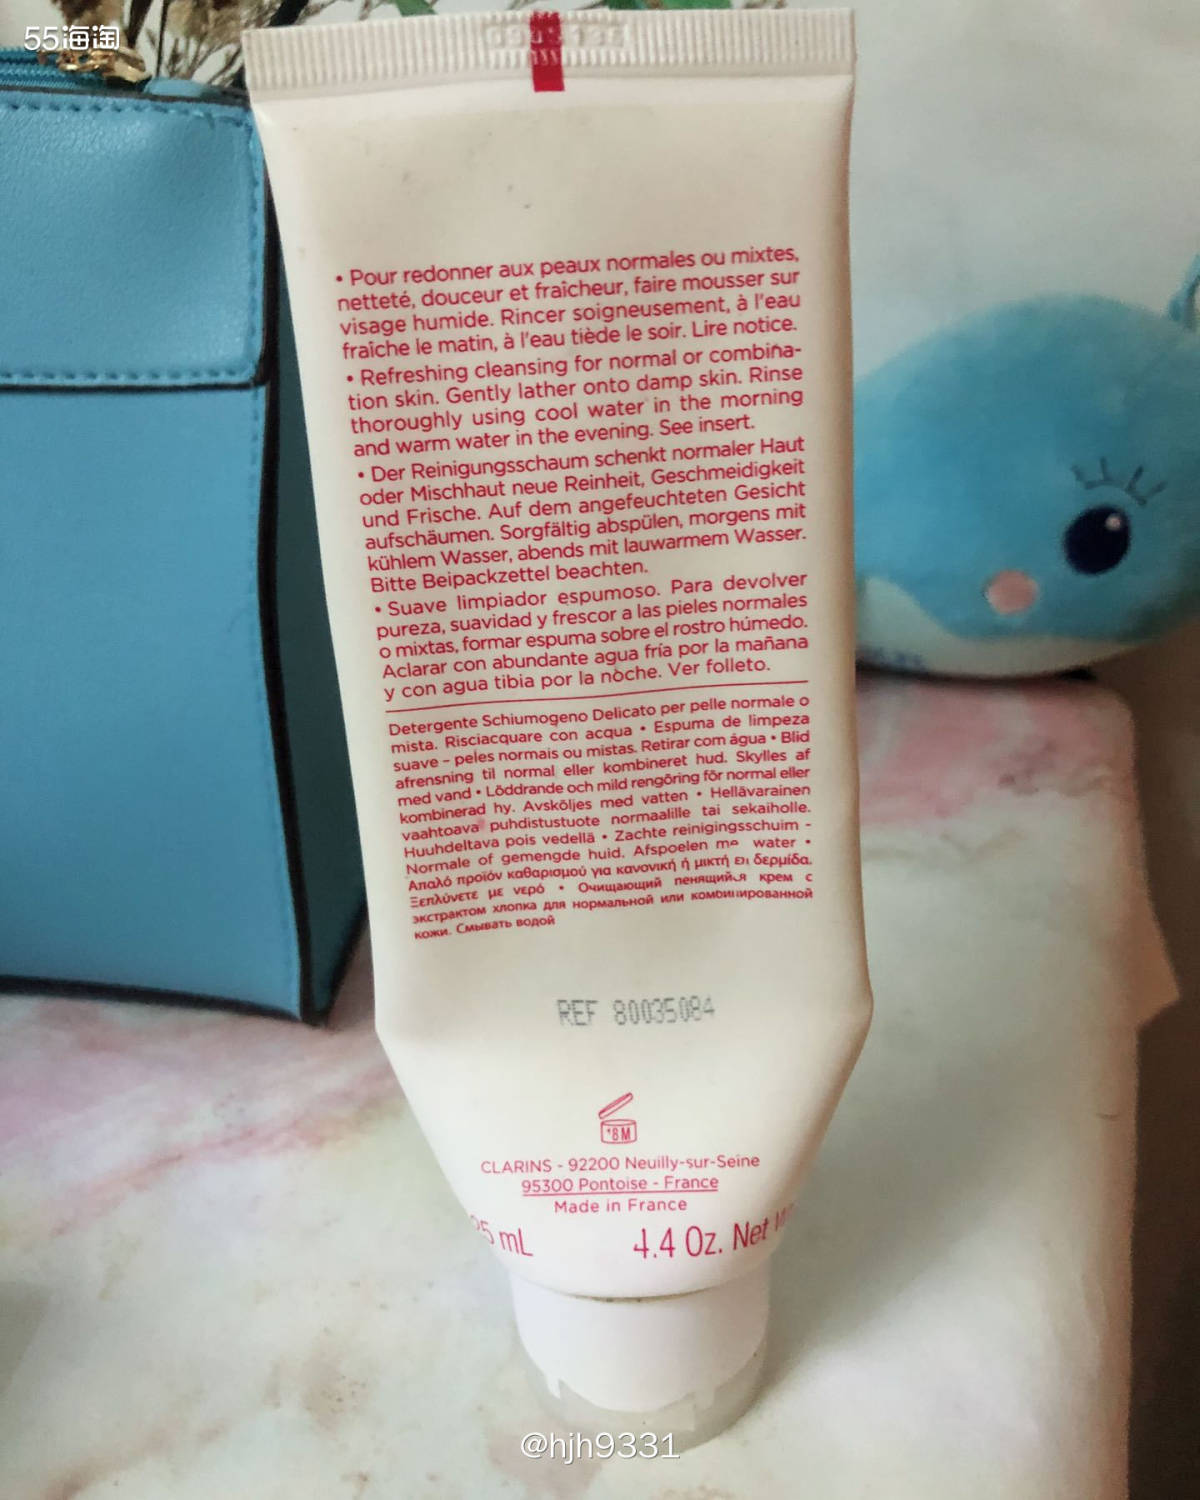 55海淘
• Pour redonner aux peaux normales ou mixtes,
netteté, douceur et fraîcheur, faire mousser sur
visage humide. Rincer soigneusement, à l'eau
fraîche le matin, à l'eau tiède le soir. Lire notice.
• Refreshing cleansing for normal or combina-
tion skin. Gently lather onto damp skin. Rinse
thoroughly using cool water in the morning
and warm water in the evening. See insert.
• Der Reinigungsschaum schenkt normaler Haut
oder Mischhaut neue Reinheit, Geschmeidigkeit
und Frische. Auf dem angefeuchteten Gesicht
aufschäumen. Sorgfältig abspülen, morgens mit
kühlem Wasser, abends mit lauwarmem Wasser.
Bitte Beipackzettel beachten.
• Suave limpiador espumoso. Para devolver
pureza, suavidad y frescor a las pieles normales
o mixtas, formar espuma sobre el rostro húmedo.
Aclarar con abundante agua fría por la mañana
y con agua tibia por la noche. Ver folleto.
Detergente Schiumogeno Delicato per pelle normale o
mista. Risciacquare con acqua • Espuma de limpeza
suave – peles normais ou mistas. Retirar com água • Blid
afrensning til normal eller kombineret hud. Skylles af
med vand • Löddrande och mild rengöring för normal eller
kombinerad hy. Avsköljes med vatten • Hellävarainen
vaahtoava puhdistustuote normaalille tai sekaiholle.
Huuhdeltava pois vedellä • Zachte reinigingsschuim -
Normale of gemengde huid. Afspoelen water •
Απαλό προϊόν καθαρισμού για κανονική ή μικτή επιδερμίδα.
Ξεπλύνετε με νερό • Очищающий пенящийся крем с
экстрактом хлопка для нормальной или комбинированной
кожи. Смывать водой
REF 80035084
18M
CLARINS - 92200 Neuilly-sur-Seine
95300 Pontoise - France
Made in France
mL 4.4 Oz. Net
@hjh9331